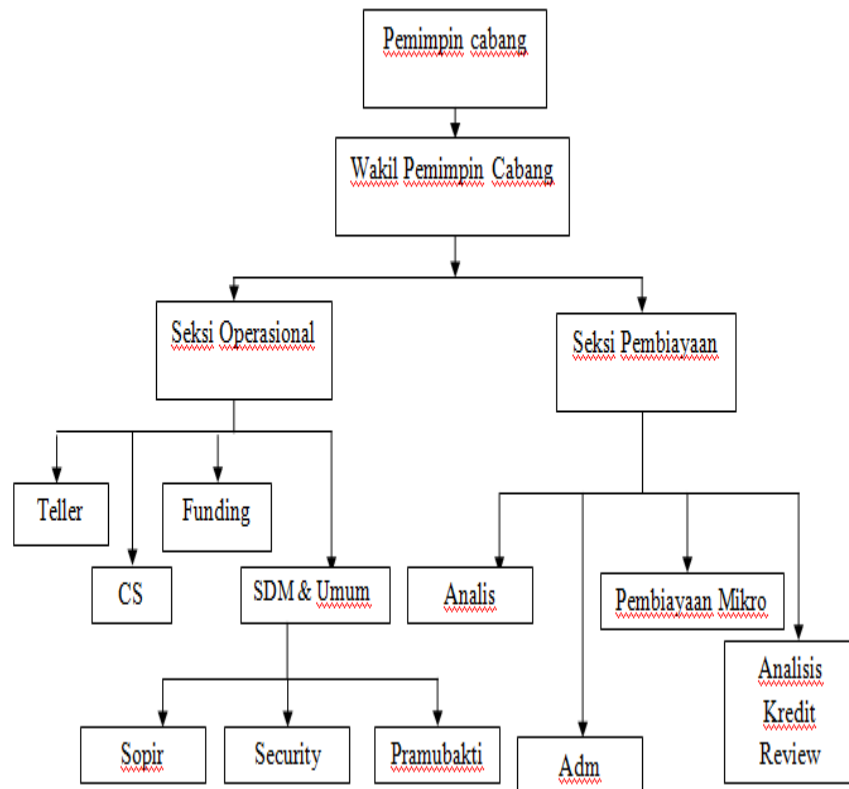 Pemimpin cabang
Wakil Pemimpin Cabang
Seksi Operasional
Seksi Pembiayaan
Teller
Funding
CS
SDM & Umum
Analis
Pembiayaan Mikro
Analisis
Kredit
Review
Sopir
Security
Pramubakti
Adm